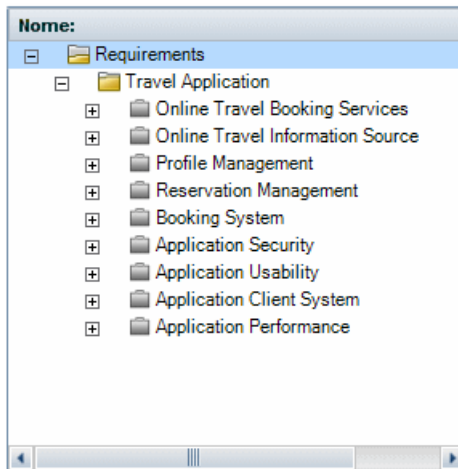 Nome:
Requirements
Travel Application
Online Travel Booking Services
Online Travel Information Source
Profile Management
Reservation Management
Booking System
Application Security
Application Usability
Application Client System
Application Performance